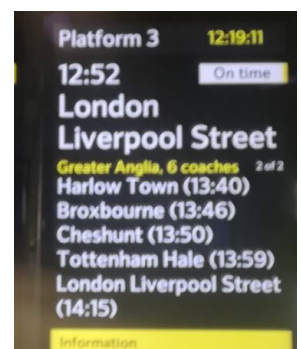 Platform 3 12:19:11
12:52 On time
London
Liverpool Street
Greater Anglia, 6 coaches 2 of 2
Harlow Town (13:40)
Broxbourne (13:46)
Cheshunt (13:50)
Tottenham Hale (13:59)
London Liverpool Street
(14:15)
Information